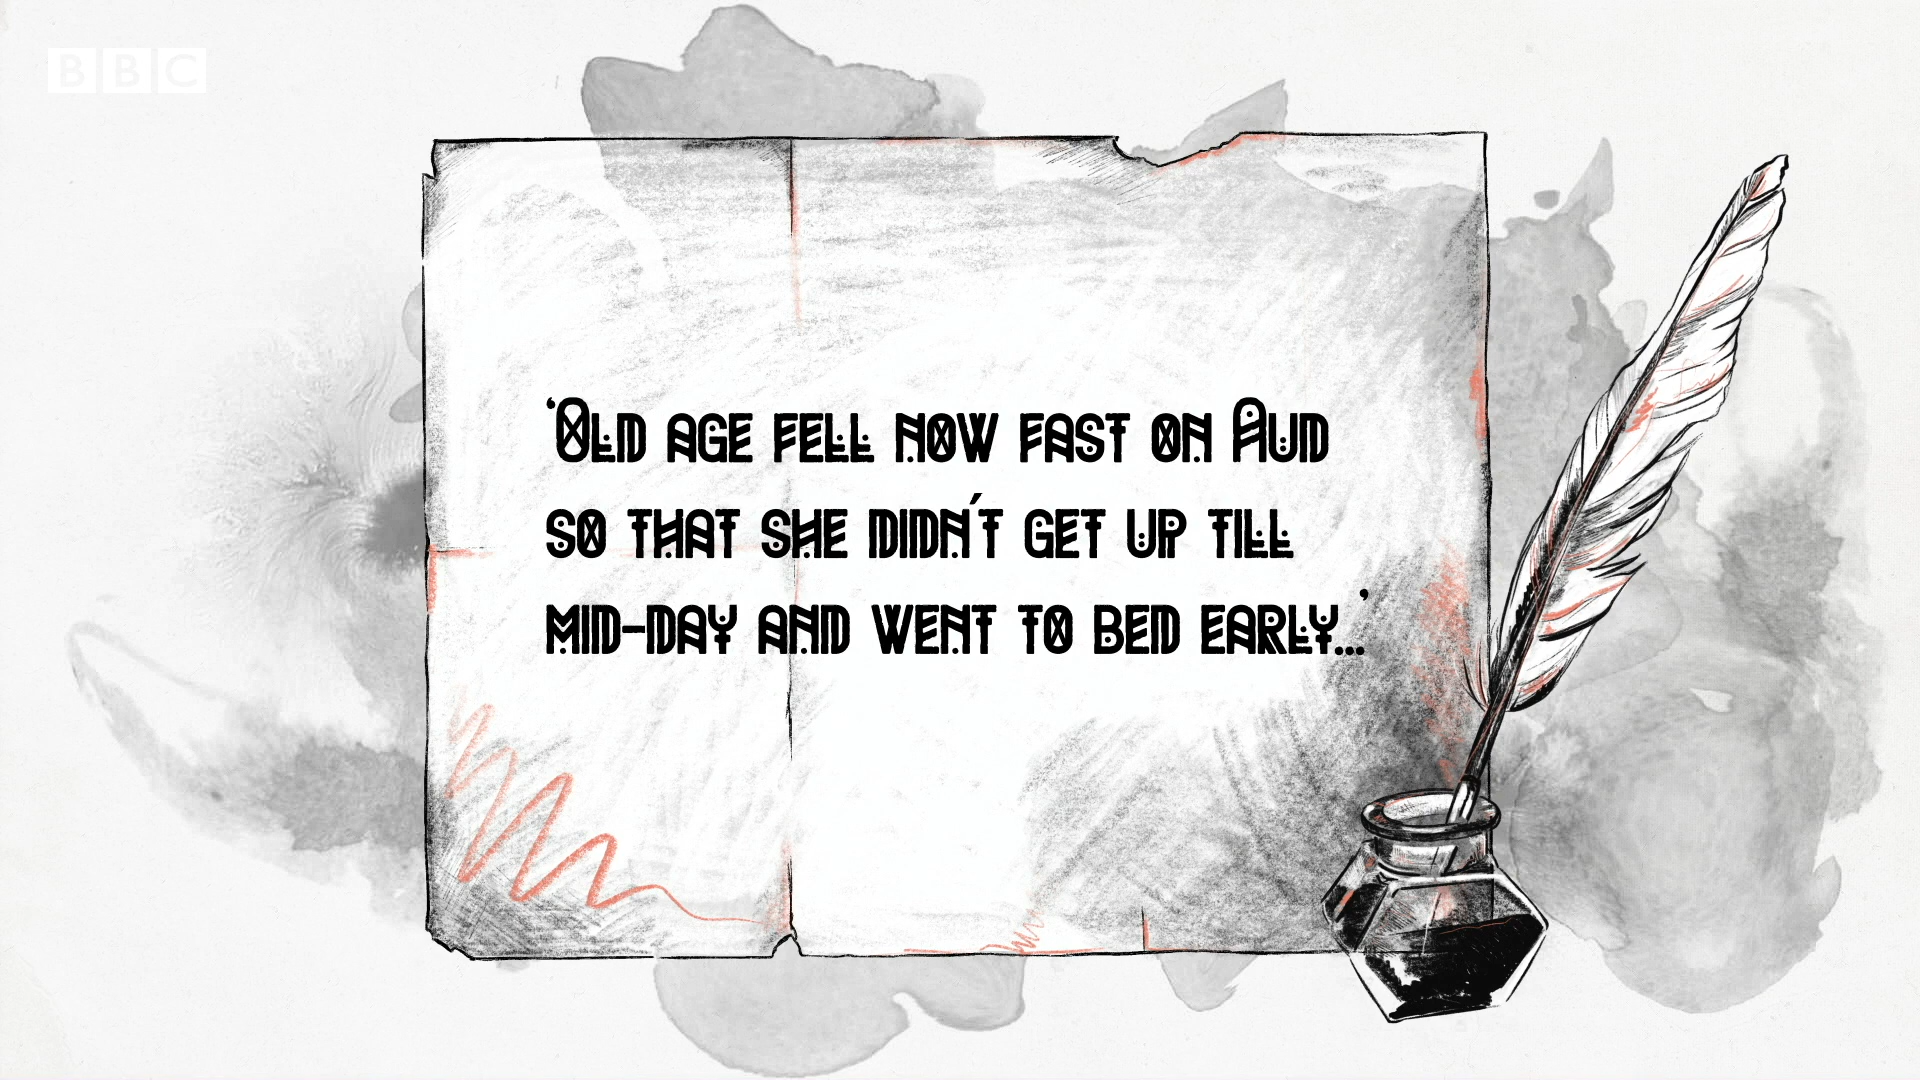 BBC
‘Old age fell now fast on Aud
so that she didn't get up till
mid-day and went to bed early...’